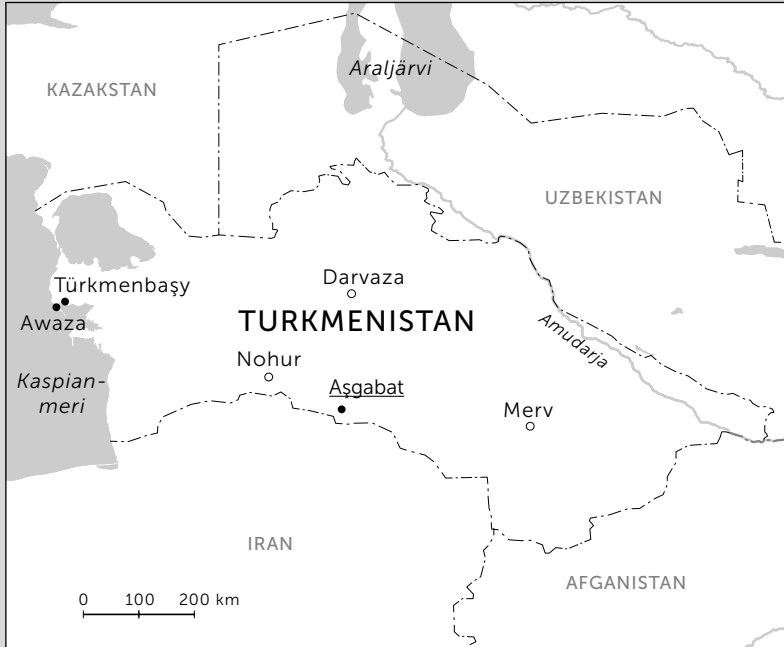 Araljärvi
KAZAKSTAN
UZBEKISTAN
Darvaza
Türkmenbaşy
Awaza
TURKMENISTAN
Amudarja
Nohur
Kaspian-
meri
Aşgabat
Merv
IRAN
AFGANISTAN
0 100 200 km